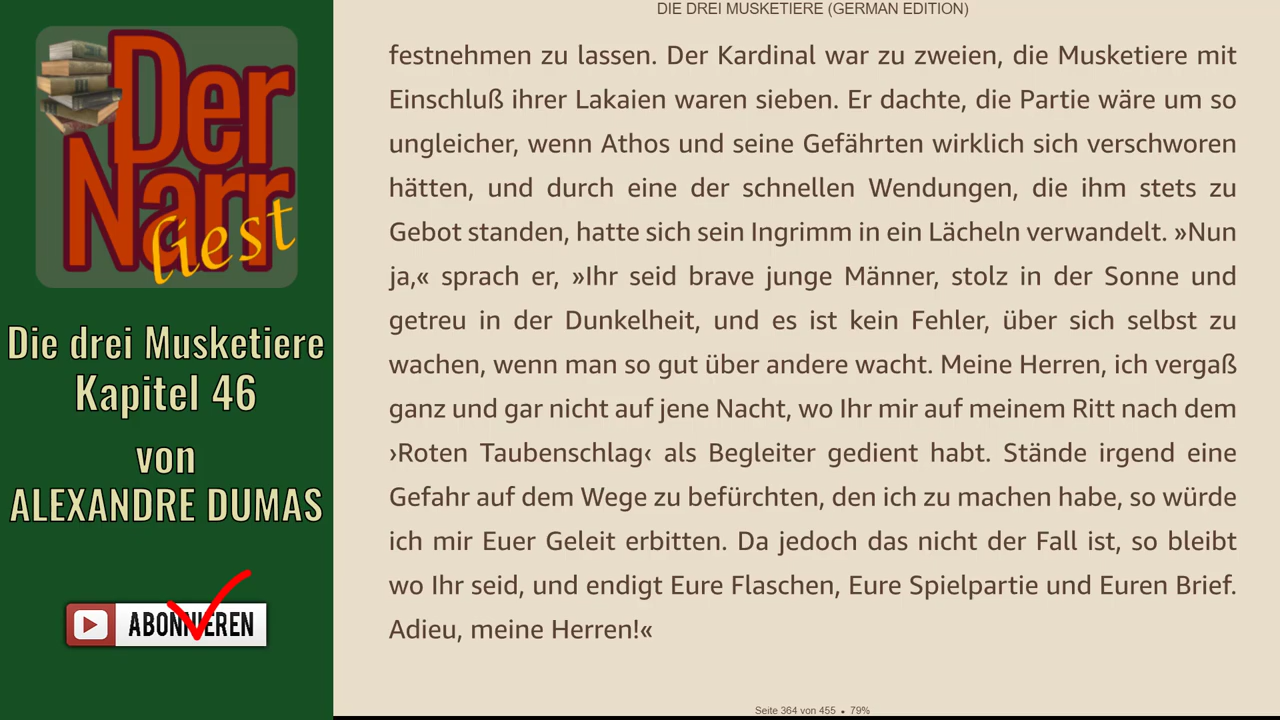 Der
Narr
liest
Die drei Musketiere
Kapitel 46
von
ALEXANDRE DUMAS
ABONNIEREN
DIE DREI MUSKETIERE (GERMAN EDITION)
festnehmen zu lassen. Der Kardinal war zu zweien, die Musketiere mit
Einschluß ihrer Lakaien waren sieben. Er dachte, die Partie wäre um so
ungleicher, wenn Athos und seine Gefährten wirklich sich verschworen
hätten, und durch eine der schnellen Wendungen, die ihm stets zu
Gebot standen, hatte sich sein Ingrimm in ein Lächeln verwandelt. »Nun
ja,« sprach er, »Ihr seid brave junge Männer, stolz in der Sonne und
getreu in der Dunkelheit, und es ist kein Fehler, über sich selbst zu
wachen, wenn man so gut über andere wacht. Meine Herren, ich vergaß
ganz und gar nicht auf jene Nacht, wo Ihr mir auf meinem Ritt nach dem
›Roten Taubenschlag‹ als Begleiter gedient habt. Stände irgend eine
Gefahr auf dem Wege zu befürchten, den ich zu machen habe, so würde
ich mir Euer Geleit erbitten. Da jedoch das nicht der Fall ist, so bleibt
wo Ihr seid, und endigt Eure Flaschen, Eure Spielpartie und Euren Brief.
Adieu, meine Herren!«
Seite 364 von 455 • 79%